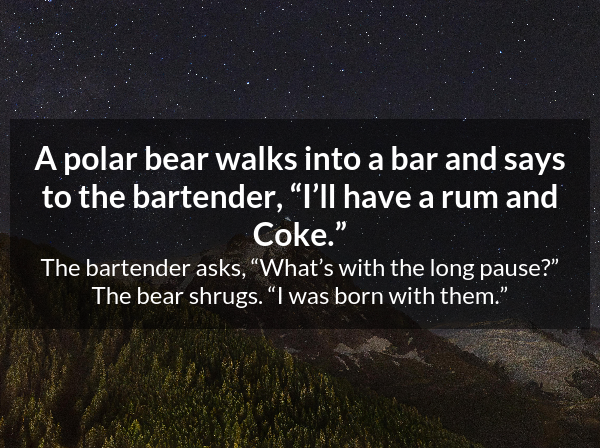 A polar bear walks into a bar and says
to the bartender, “I’ll have a rum and
Coke.”
The bartender asks, “What’s with the long pause?”
The bear shrugs. “I was born with them.”